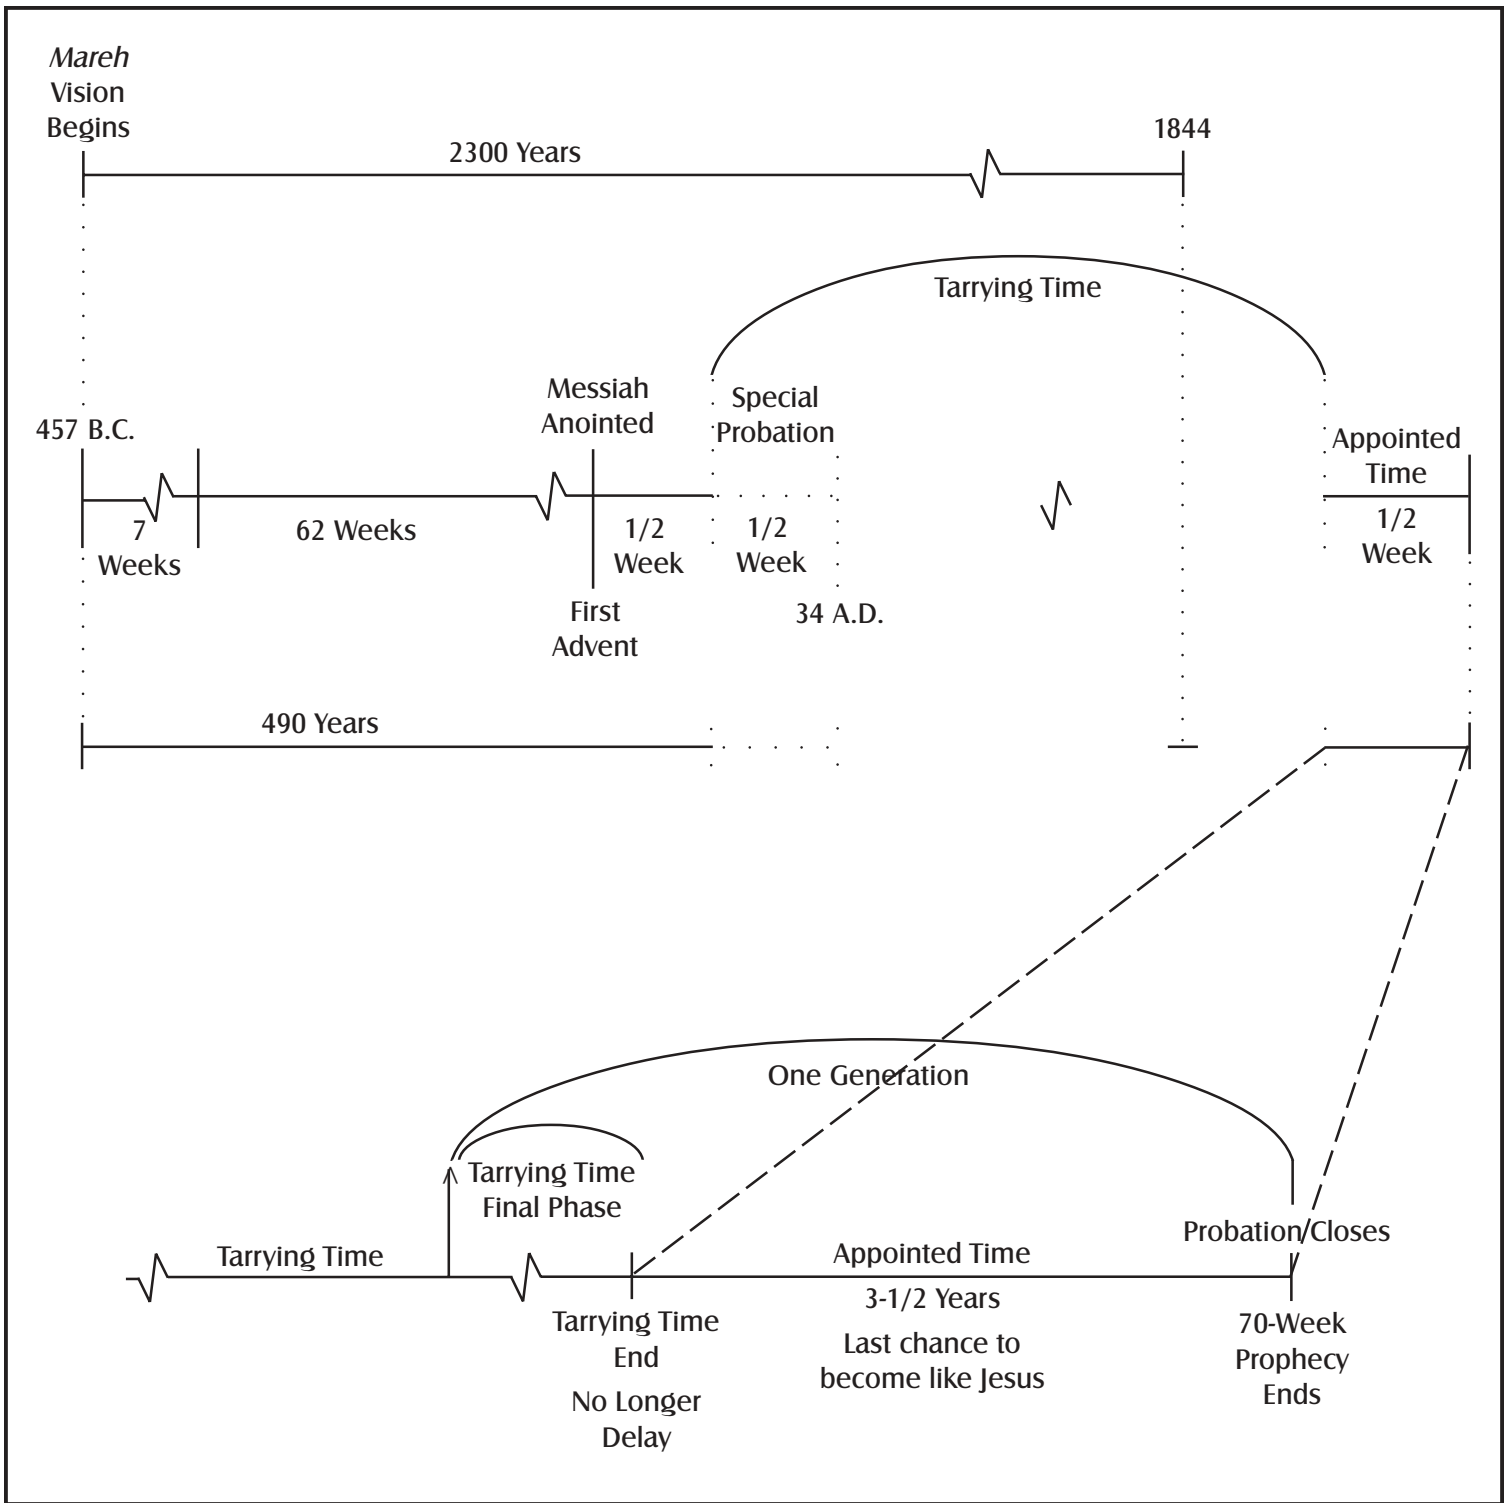 Mareh
Vision
Begins
2300 Years
1844
Tarrying Time
457 B.C.
7
Weeks
62 Weeks
Messiah
Anointed
First
Advent
1/2
Week
Special
Probation
1/2
Week
34 A.D.
Appointed
Time
1/2
Week
490 Years
One Generation
Tarrying Time
Final Phase
Tarrying Time
Tarrying Time
End
No Longer
Delay
Appointed Time
3-1/2 Years
Last chance to
become like Jesus
Probation Closes
70-Week
Prophecy
Ends